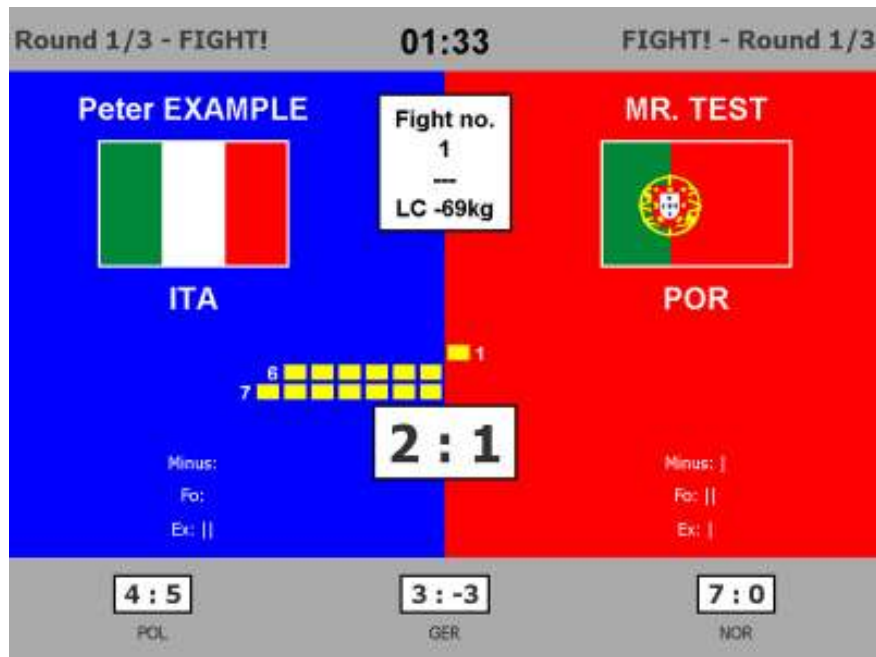 Round 1/3 - FIGHT!
01:33
FIGHT! - Round 1/3
Peter EXAMPLE
MR. TEST
Fight no.
1
---
LC -69kg
ITA
POR
1
6
7
2 : 1
Minus:
Fo:
Ex: ||
Minus: |
Fo: ||
Ex: |
4 : 5
3 : -3
7 : 0
POL
GER
NOR